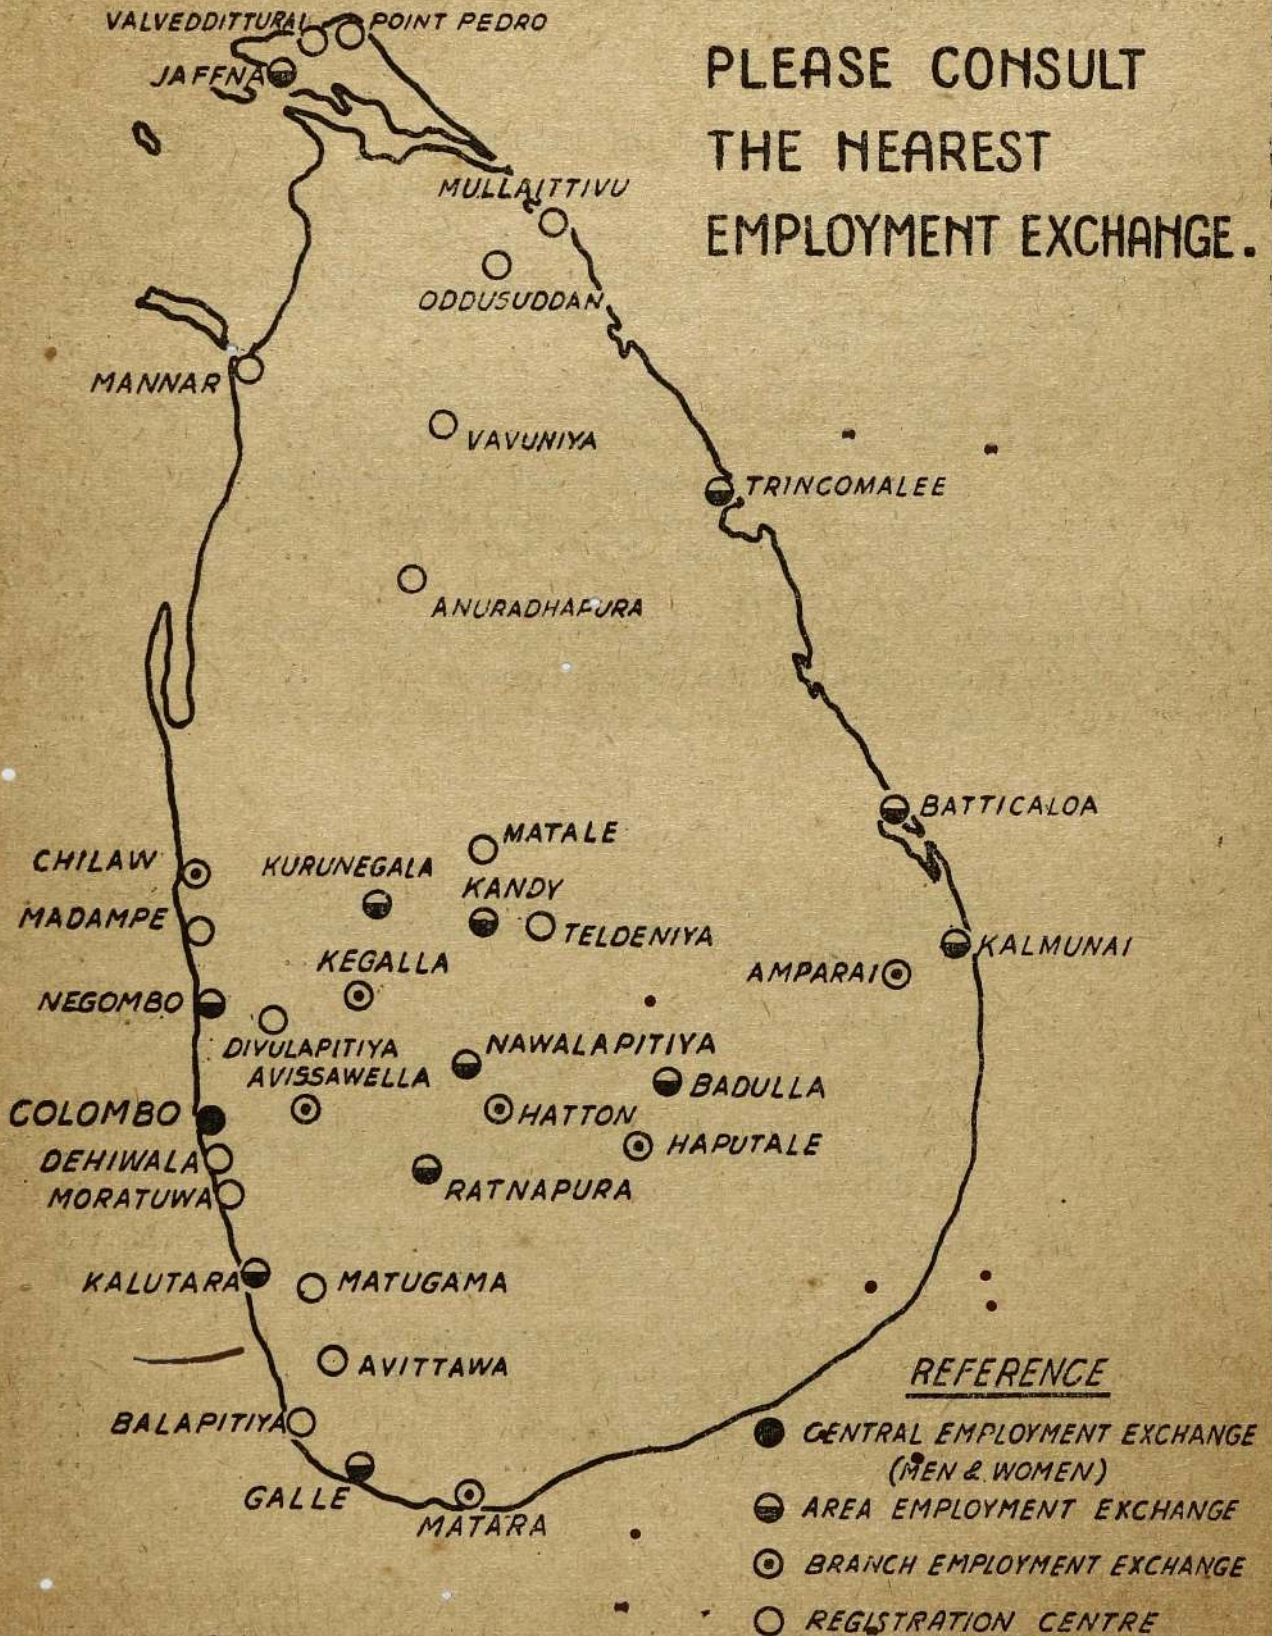 VALVEDDITTURAI
POINT PEDRO
JAFFNA
PLEASE CONSULT
THE NEAREST
EMPLOYMENT EXCHANGE.
MULLAITTIVU
ODDUSUDDAN
MANNAR
VAVUNIYA
TRINCOMALEE
ANURADHAPURA
BATTICALOA
MATALE
CHILAW
KURUNEGALA
KANDY
MADAMPE
TELDENIYA
KALMUNAI
KEGALLA
AMPARAI
NEGOMBO
DIVULAPITIYA
NAWALAPITIYA
AVISSAWELLA
BADULLA
COLOMBO
HATTON
HAPUTALE
DEHIWALA
RATNAPURA
MORATUWA
KALUTARA
MATUGAMA
AVITTAWA
BALAPITIYA
GALLE
MATARA
REFERENCE
CENTRAL EMPLOYMENT EXCHANGE
(MEN & WOMEN)
AREA EMPLOYMENT EXCHANGE
BRANCH EMPLOYMENT EXCHANGE
REGISTRATION CENTRE